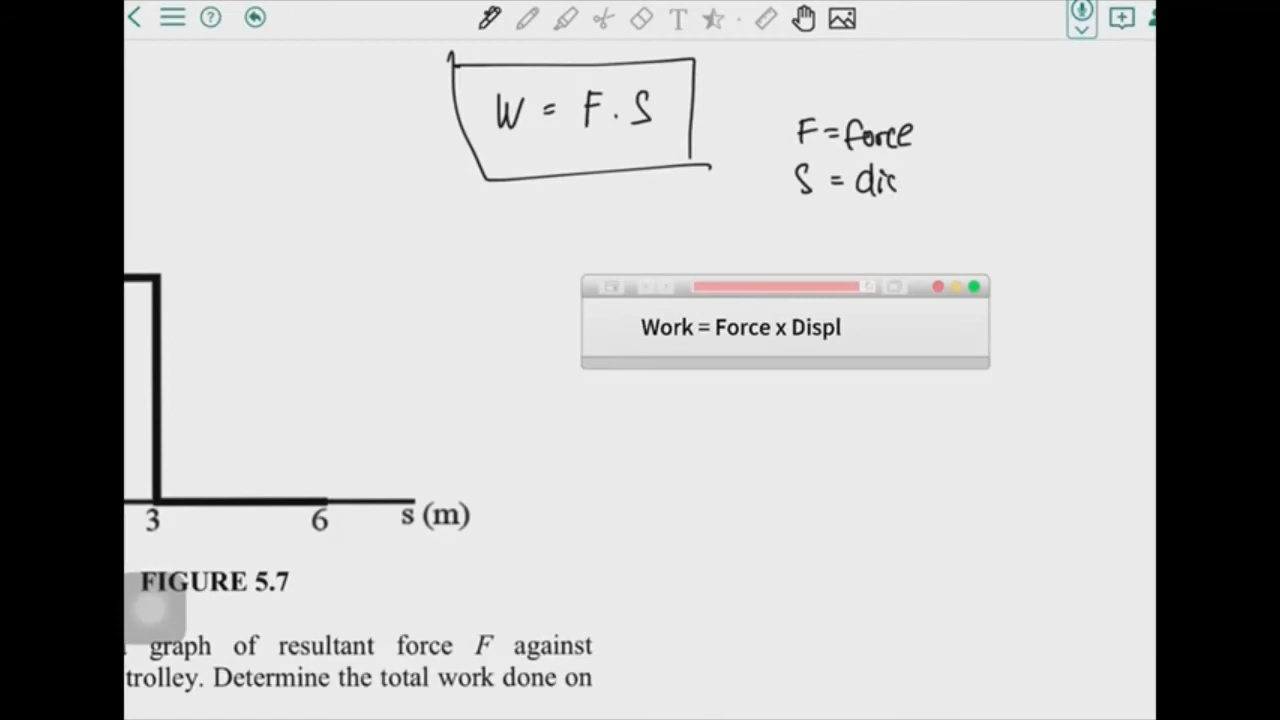 W = F . S
F = force
S = dis
Work = Force x Displ
3
6
s (m)
FIGURE 5.7
graph of resultant force F against
trolley. Determine the total work done on